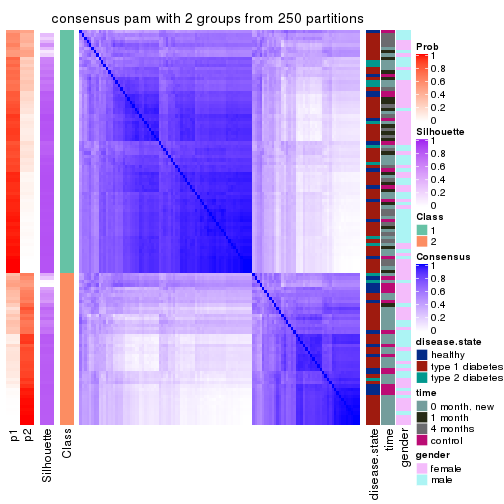 consensus pam with 2 groups from 250 partitions
Prob
1
0.8
0.6
0.4
0.2
0
Silhouette
1
0.8
0.6
0.4
0.2
0
Class
1
2
Consensus
1
0.8
0.6
0.4
0.2
0
disease.state
healthy
type 1 diabetes
type 2 diabetes
time
0 month. new
1 month
4 months
control
gender
female
male
p1
p2
Silhouette
Class
disease.state
time
gender